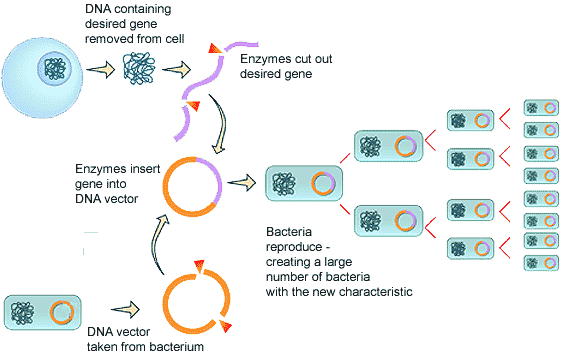 DNA containing
desired gene
removed from cell
Enzymes cut out
desired gene
Enzymes insert
gene into
DNA vector
Bacteria
reproduce -
creating a large
number of bacteria
with the new characteristic
DNA vector
taken from bacterium